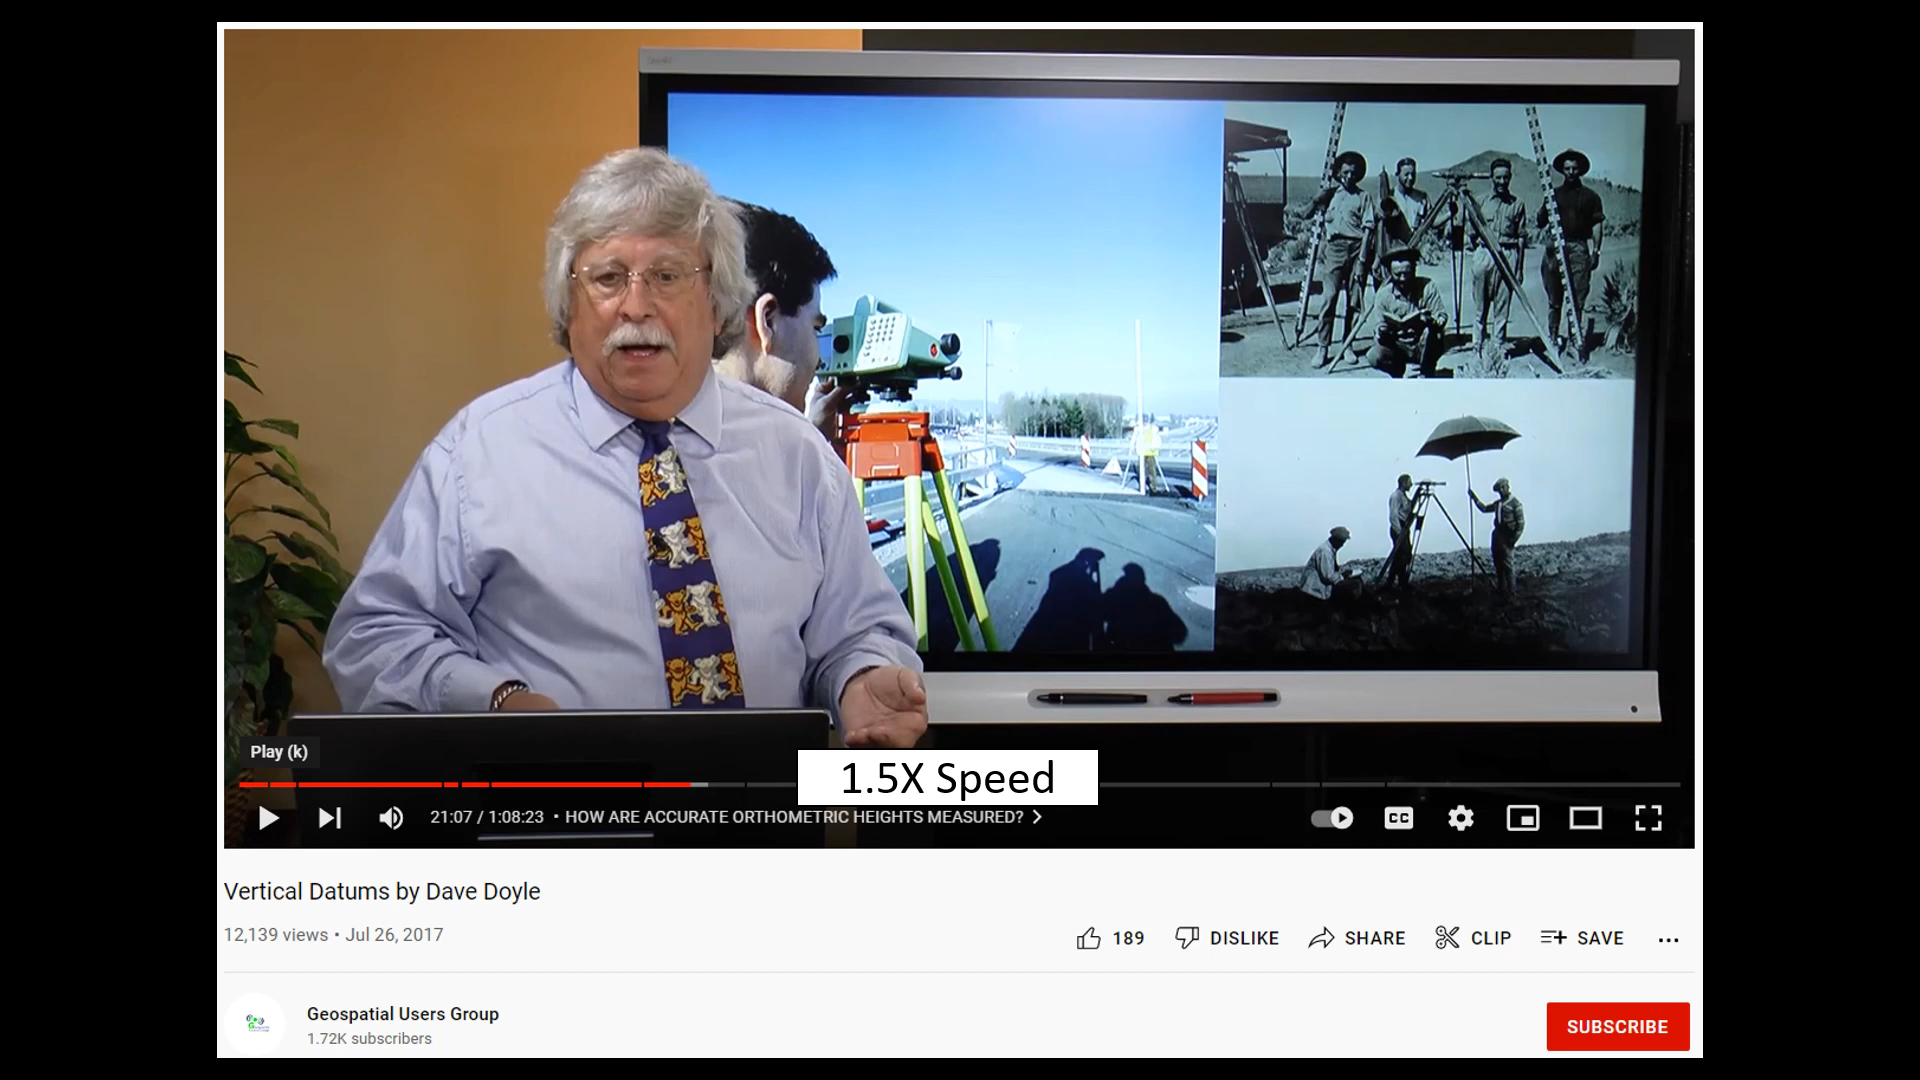 Play (k)
1.5X Speed
21:07 / 1:08:23 • HOW ARE ACCURATE ORTHOMETRIC HEIGHTS MEASURED?
CC
Vertical Datums by Dave Doyle
12,139 views • Jul 26, 2017
189 DISLIKE SHARE CLIP SAVE
Geospatial Users Group
1.72K subscribers
SUBSCRIBE